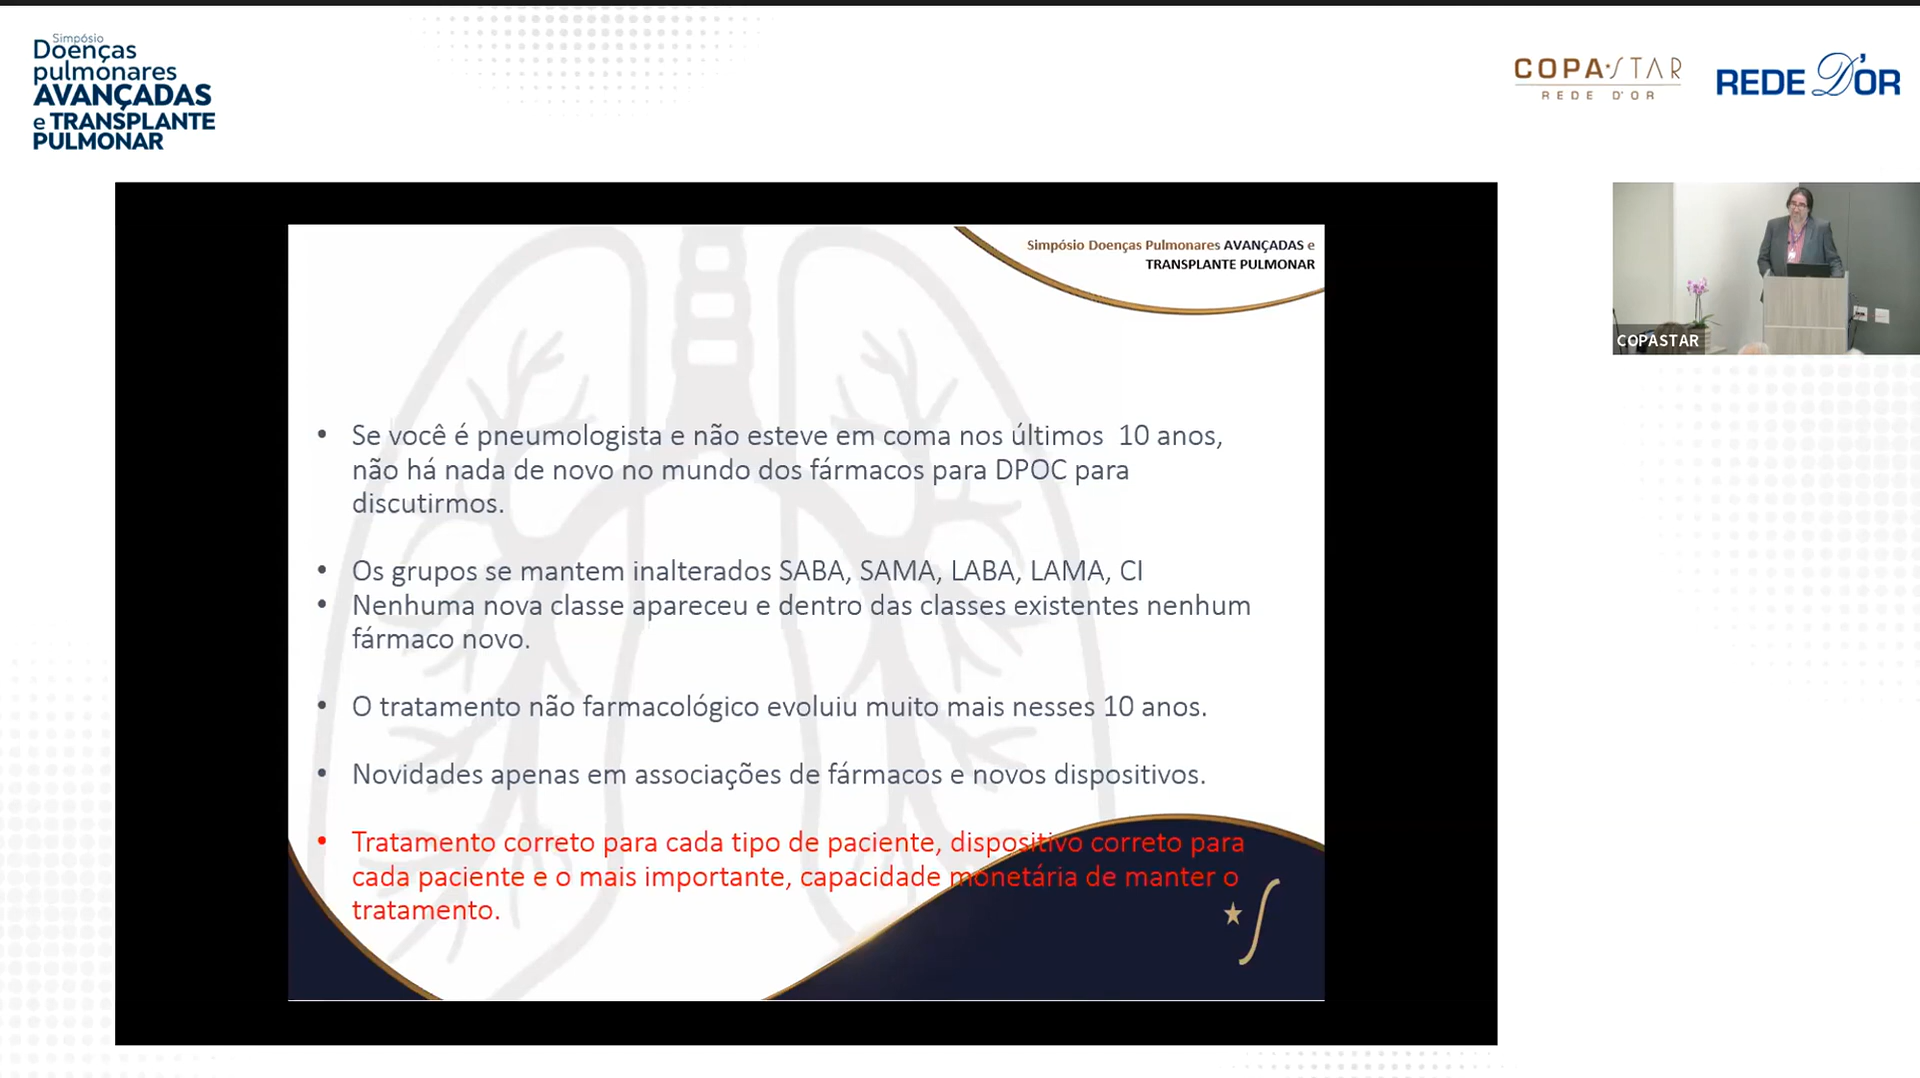 Simpósio
Doenças
pulmonares
AVANÇADAS
e TRANSPLANTE
PULMONAR
COPA STAR
REDE D'OR
REDE D'OR
Simpósio Doenças Pulmonares AVANÇADAS e
TRANSPLANTE PULMONAR
• Se você é pneumologista e não esteve em coma nos últimos 10 anos,
não há nada de novo no mundo dos fármacos para DPOC para
discutirmos.
• Os grupos se mantem inalterados SABA, SAMA, LABA, LAMA, CI
• Nenhuma nova classe apareceu e dentro das classes existentes nenhum
fármaco novo.
• O tratamento não farmacológico evoluiu muito mais nesses 10 anos.
• Novidades apenas em associações de fármacos e novos dispositivos.
• Tratamento correto para cada tipo de paciente, dispositivo correto para
cada paciente e o mais importante, capacidade monetária de manter o
tratamento.
COPASTAR